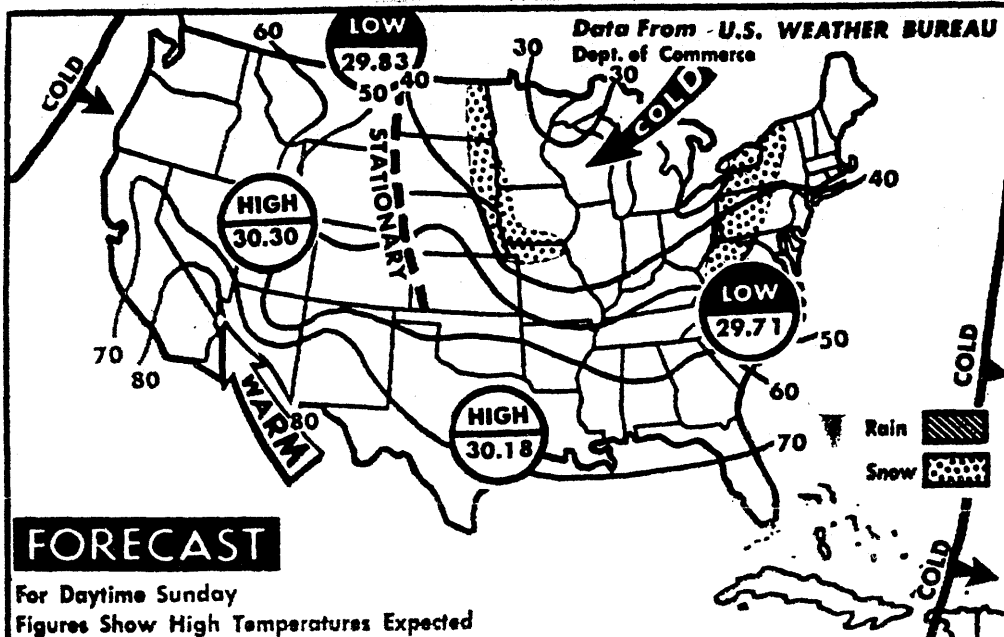 Data From U.S. WEATHER BUREAU
Dept. of Commerce
LOW
29.83
60
50
40
30
30
COLD
COLD
STATIONARY
HIGH
30.30
40
LOW
29.71
50
60
70
70
80
WARM
80
HIGH
30.18
COLD
Rain
Snow
COLD
FORECAST
For Daytime Sunday
Figures Show High Temperatures Expected